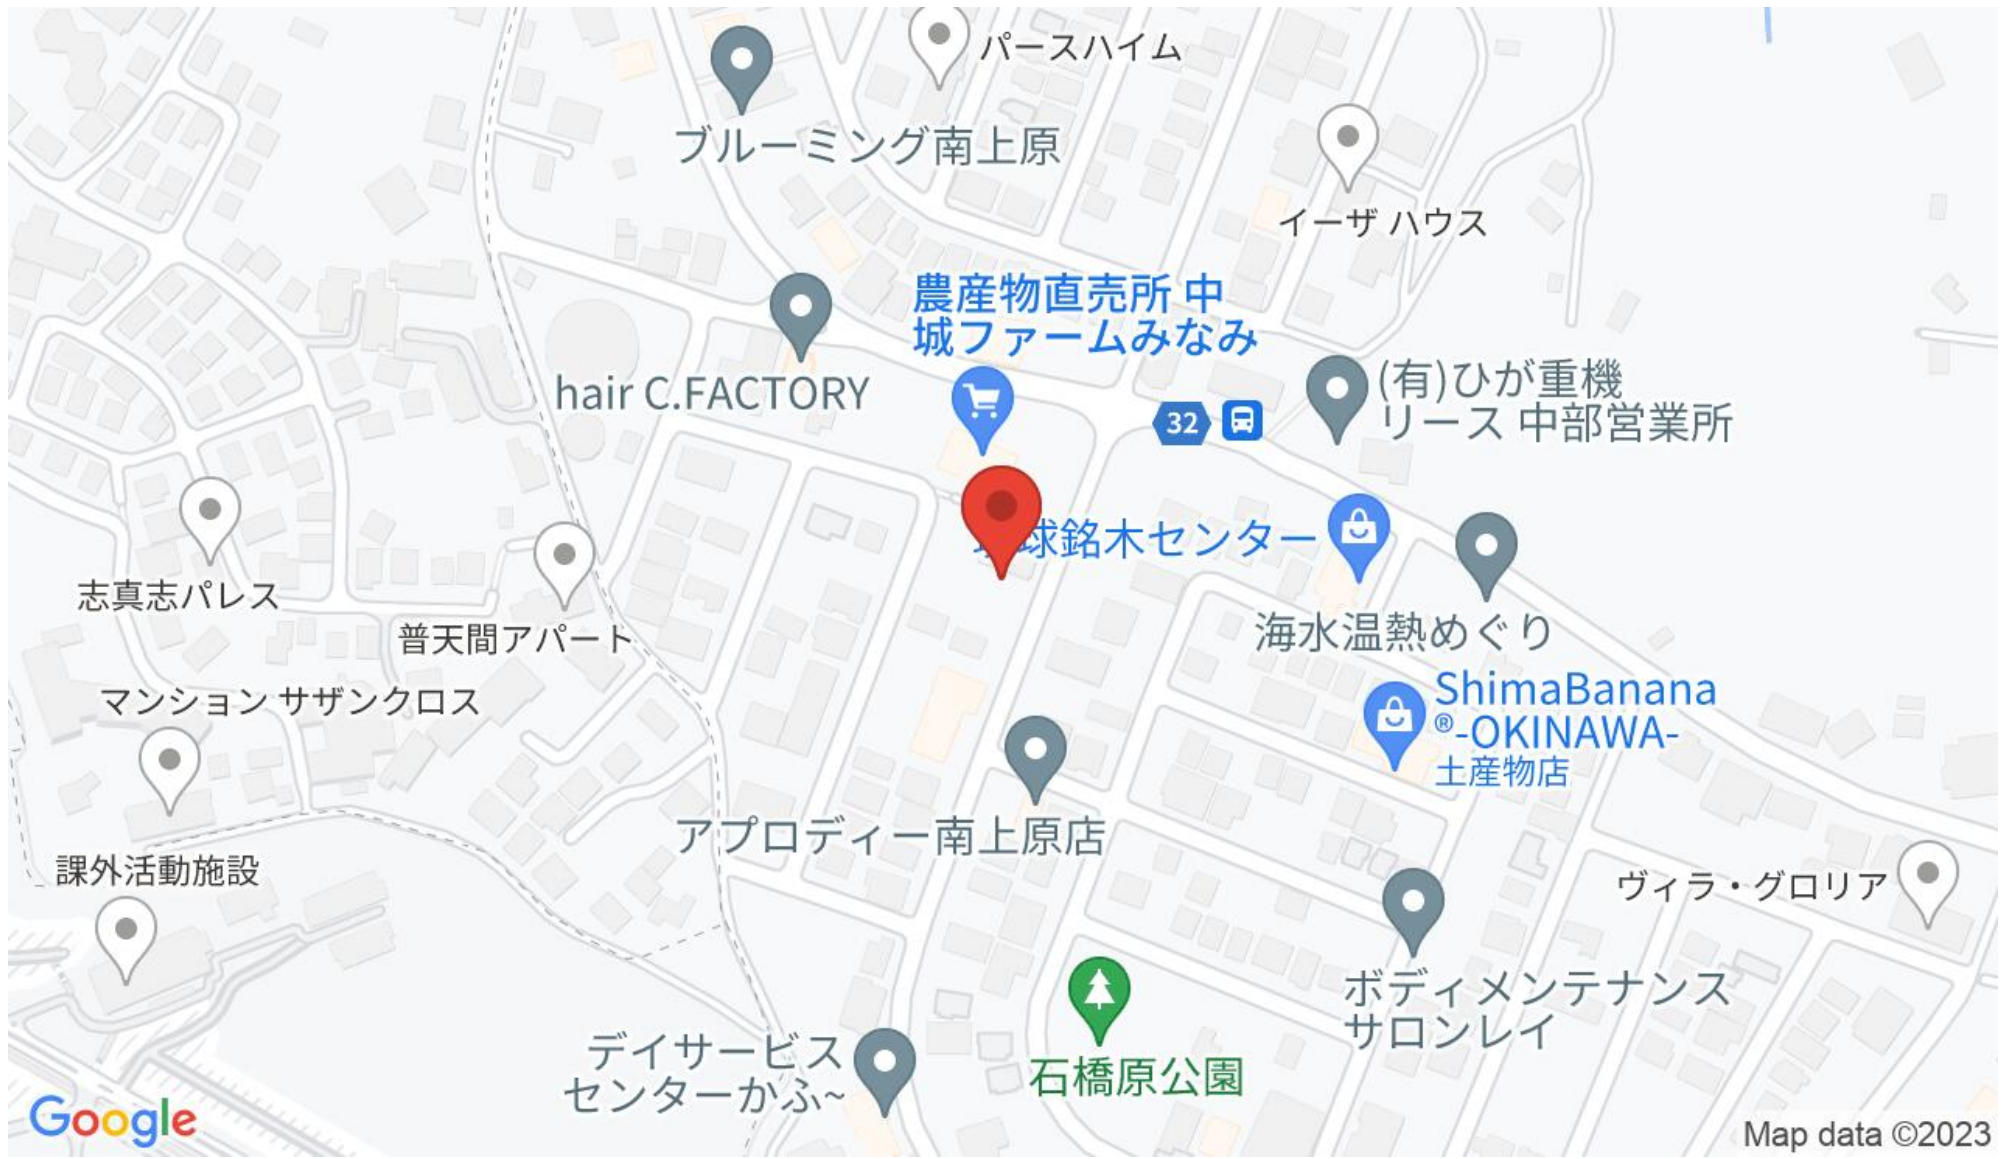 パースハイム
ブルーミング南上原
イーザ ハウス
農産物直売所 中
城ファームみなみ
hair C.FACTORY
(有)ひが重機
リース 中部営業所
32
球銘木センター
志真志パレス
普天間アパート
海水温熱めぐり
マンション サザンクロス
ShimaBanana
®-OKINAWA-
土産物店
アプロディー南上原店
課外活動施設
ヴィラ・グロリア
ボディメンテナンス
サロンレイ
デイサービス
センターかふ~
石橋原公園
Google
Map data ©2023